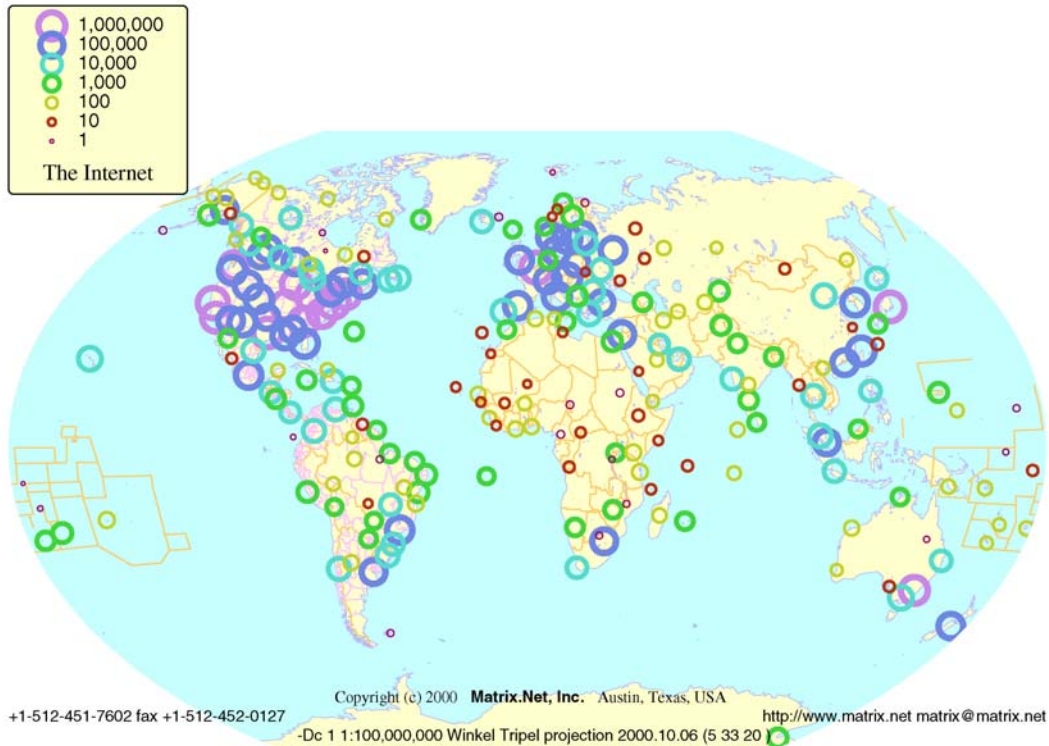 1,000,000
100,000
10,000
1,000
100
10
1
The Internet
Copyright (c) 2000 Matrix.Net, Inc. Austin, Texas, USA
+1-512-451-7602 fax +1-512-452-0127 http://www.matrix.net matrix@matrix.net
-Dc 1 1:100,000,000 Winkel Tripel projection 2000.10.06 (5 33 20 )